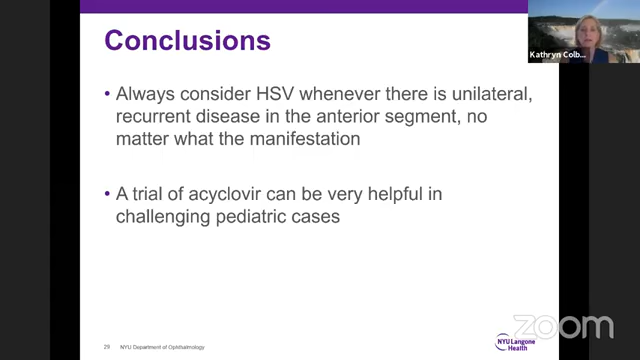 Conclusions
• Always consider HSV whenever there is unilateral,
recurrent disease in the anterior segment, no
matter what the manifestation
• A trial of acyclovir can be very helpful in
challenging pediatric cases
Kathryn Colb...
29
NYU Department of Ophthalmology
NYU Langone
Health
zoom